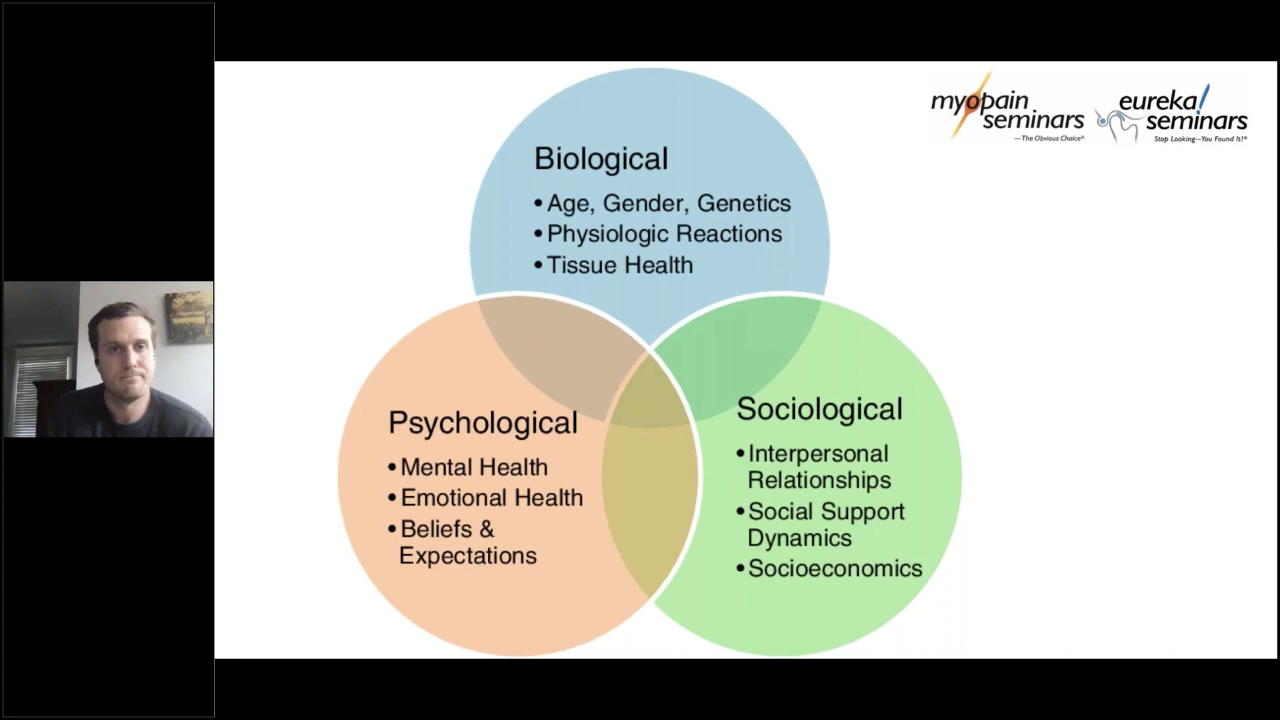 myopain
seminars
—The Obvious Choice®
eureka!
seminars
Stop Looking—You Found It!®
Biological
•Age, Gender, Genetics
•Physiologic Reactions
•Tissue Health
Psychological
•Mental Health
•Emotional Health
•Beliefs &
Expectations
Sociological
•Interpersonal
Relationships
•Social Support
Dynamics
•Socioeconomics